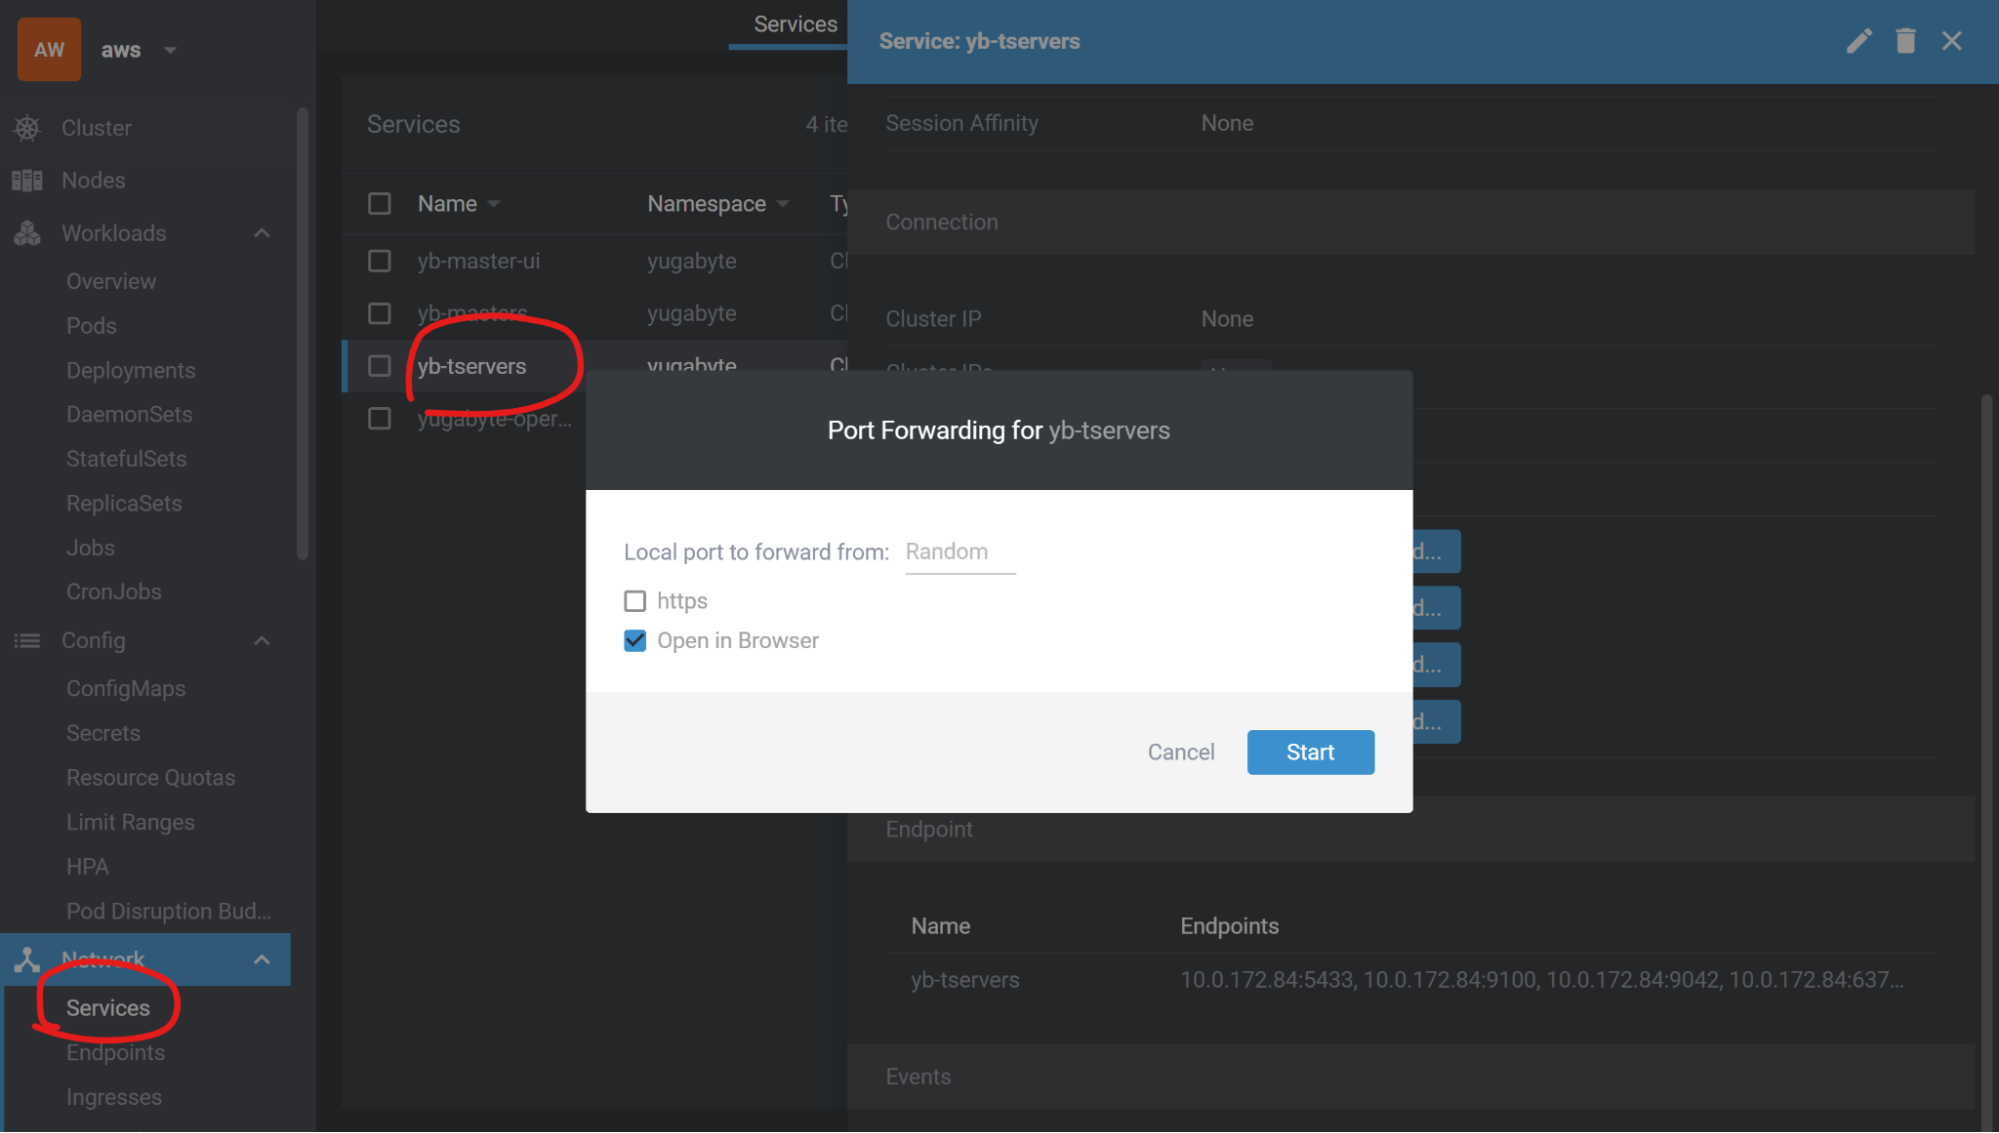 AW aws
Cluster
Nodes
Workloads
Overview
Pods
Deployments
DaemonSets
StatefulSets
ReplicaSets
Jobs
CronJobs
Config
ConfigMaps
Secrets
Resource Quotas
Limit Ranges
HPA
Pod Disruption Bud...
Network
Services
Endpoints
Ingresses
Services
Services 4 ite
Name Namespace Ty
yb-master-ui yugabyte Cl
yb-masters yugabyte Cl
yb-tservers yugabyte Cl
yugabyte-oper...
Service: yb-tservers
Session Affinity None
Connection
Cluster IP None
Cluster IPs
d...
d...
d...
d...
Port Forwarding for yb-tservers
Local port to forward from: Random
https
Open in Browser
Cancel Start
Endpoint
Name Endpoints
yb-tservers 10.0.172.84:5433, 10.0.172.84:9100, 10.0.172.84:9042, 10.0.172.84:637...
Events